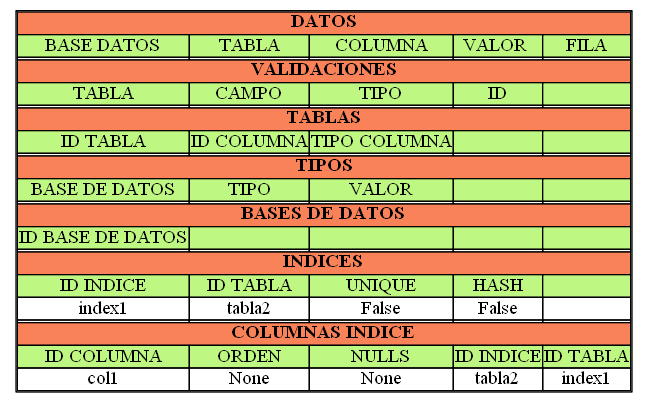 DATOS
BASE DATOS TABLA COLUMNA VALOR FILA
VALIDACIONES
TABLA CAMPO TIPO ID
TABLAS
ID TABLA ID COLUMNA TIPO COLUMNA
TIPOS
BASE DE DATOS TIPO VALOR
BASES DE DATOS
ID BASE DE DATOS
INDICES
ID INDICE ID TABLA UNIQUE HASH
index1 tabla2 False False
COLUMNAS INDICE
ID COLUMNA ORDEN NULLS ID INDICE ID TABLA
col1 None None tabla2 index1